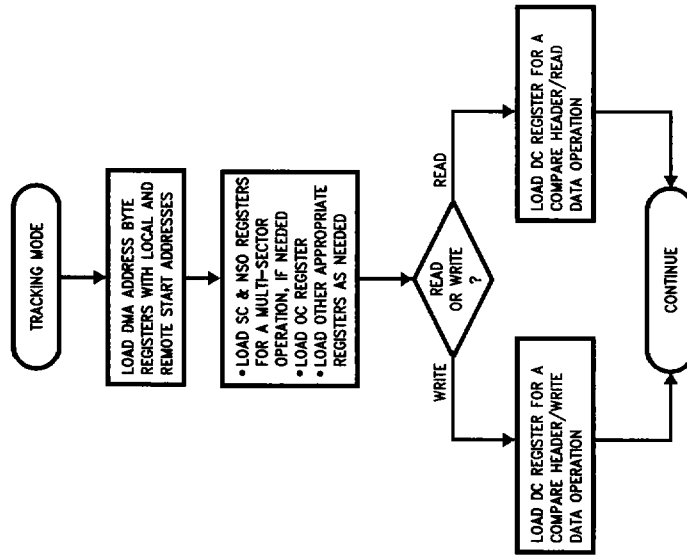 TRACKING MODE
LOAD DMA ADDRESS BYTE
REGISTERS WITH LOCAL AND
REMOTE START ADDRESSES
• LOAD SC & NSO REGISTERS
FOR A MULTI-SECTOR
OPERATION, IF NEEDED
• LOAD OC REGISTER
• LOAD OTHER APPROPRIATE
REGISTERS AS NEEDED
READ
OR WRITE
?
WRITE
READ
LOAD DC REGISTER FOR A
COMPARE HEADER/WRITE
DATA OPERATION
LOAD DC REGISTER FOR A
COMPARE HEADER/READ
DATA OPERATION
CONTINUE